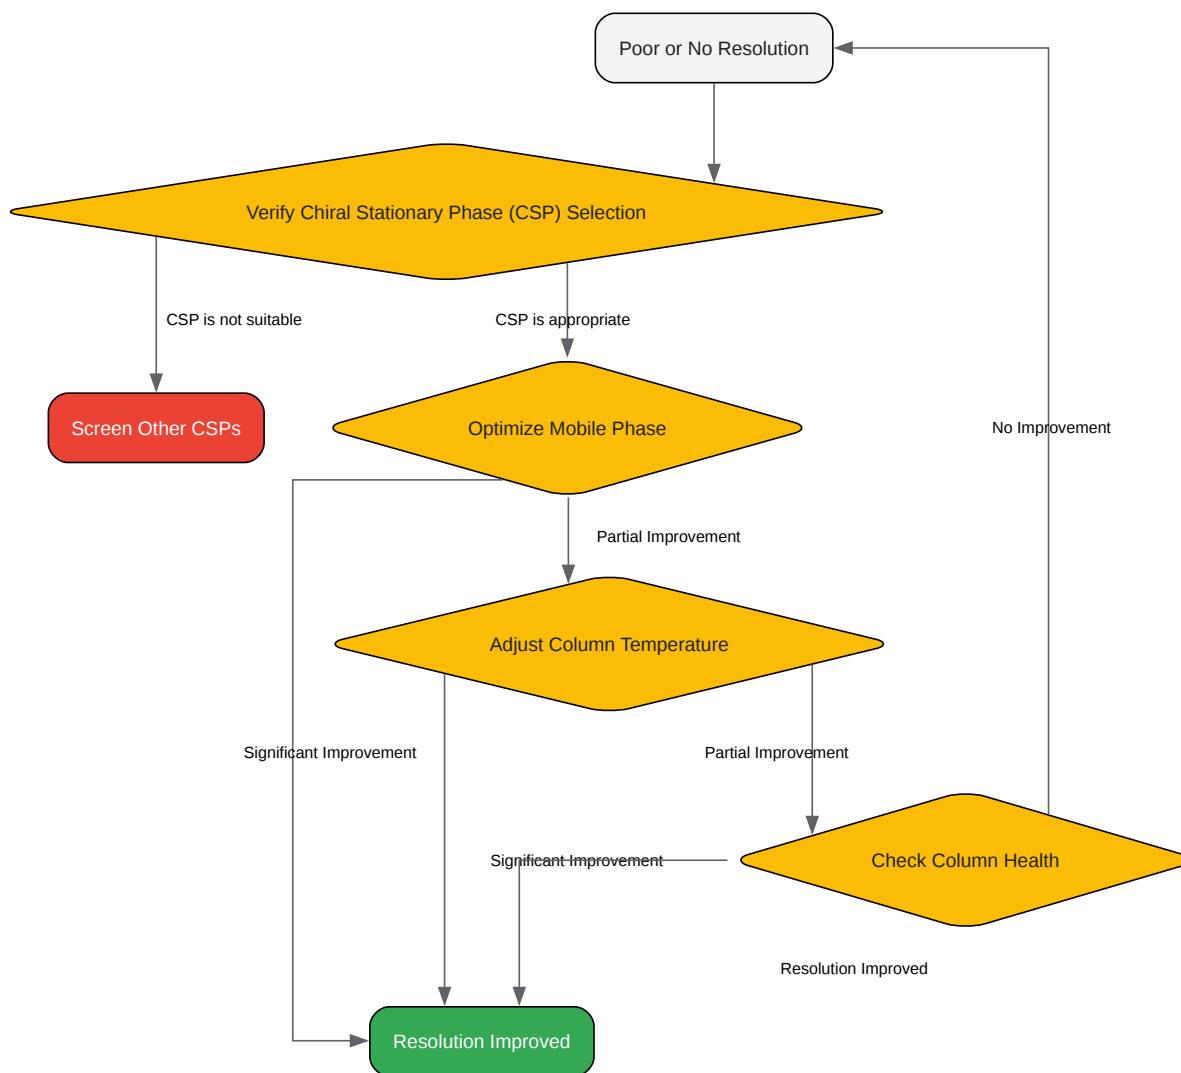 Poor or No Resolution
Verify Chiral Stationary Phase (CSP) Selection
CSP is not suitable
CSP is appropriate
Screen Other CSPs
Optimize Mobile Phase
No Improvement
Partial Improvement
Adjust Column Temperature
Significant Improvement
Partial Improvement
Significant Improvement
Check Column Health
Resolution Improved
Resolution Improved